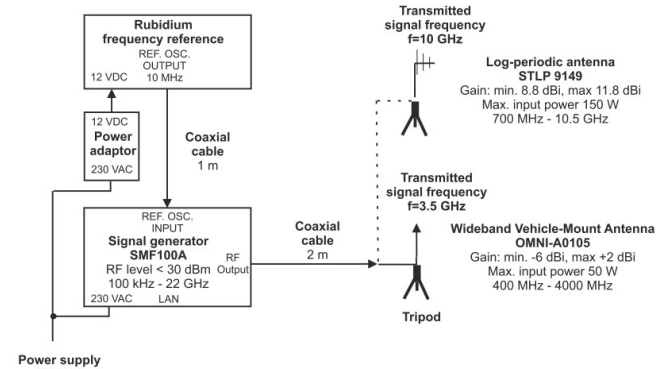 Rubidium
frequency reference
REF. OSC.
OUTPUT
12 VDC
10 MHz
12 VDC
Power
adaptor
230 VAC
Coaxial
cable
1 m
REF. OSC.
INPUT
Signal generator
SMF100A
RF level < 30 dBm
100 kHz - 22 GHz
RF
Output
230 VAC
LAN
Power supply
Coaxial
cable
2 m
Transmitted
signal frequency
f=10 GHz
Log-periodic antenna
STLP 9149
Gain: min. 8.8 dBi, max 11.8 dBi
Max. input power 150 W
700 MHz - 10.5 GHz
Transmitted
signal frequency
f=3.5 GHz
Wideband Vehicle-Mount Antenna
OMNI-A0105
Gain: min. -6 dBi, max +2 dBi
Max. input power 50 W
400 MHz - 4000 MHz
Tripod